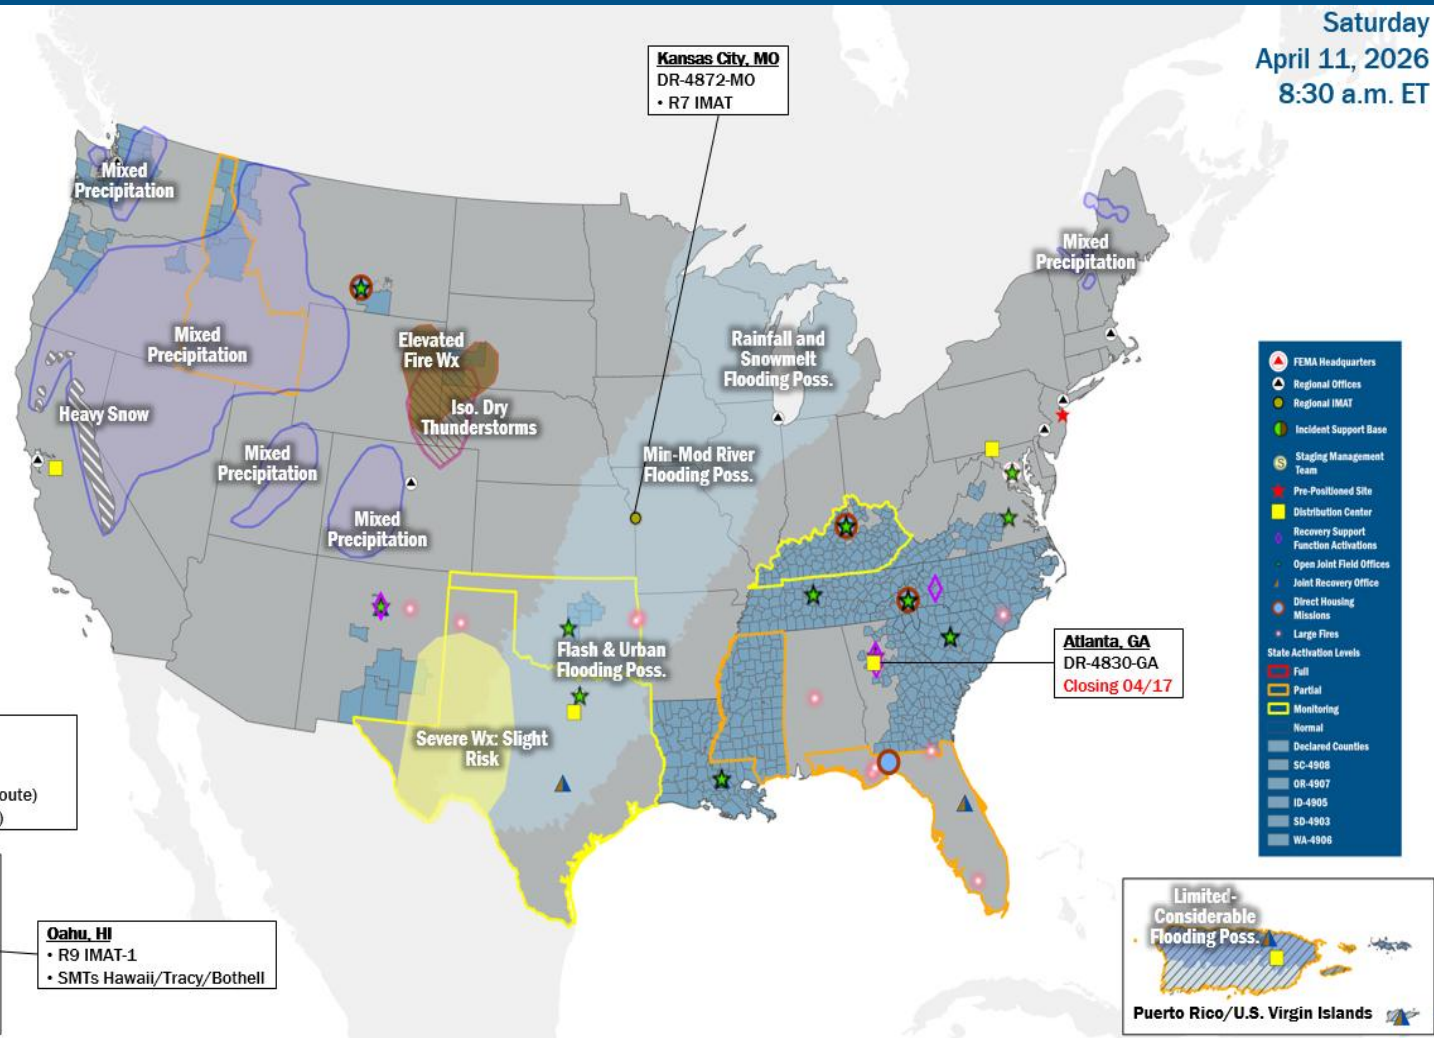 Saturday
April 11, 2026
8:30 a.m. ET
Kansas City, MO
DR-4872-MO
• R7 IMAT
Mixed
Precipitation
Mixed
Precipitation
Mixed
Precipitation
Elevated
Fire Wx
Rainfall and
Snowmelt
Flooding Poss.
Heavy Snow
Iso. Dry
Thunderstorms
Mixed
Precipitation
Min-Mod River
Flooding Poss.
Mixed
Precipitation
Flash & Urban
Flooding Poss.
Severe Wx: Slight
Risk
Atlanta, GA
DR-4830-GA
Closing 04/17
oute)
)
Oahu, HI
• R9 IMAT-1
• SMTs Hawaii/Tracy/Bothell
FEMA Headquarters
Regional Offices
Regional IMAT
Incident Support Base
S
Staging Management
Team
Pre-Positioned Site
Distribution Center
Recovery Support
Function Activations
Open Joint Field Offices
Joint Recovery Office
Direct Housing
Missions
Large Fires
State Activation Levels
Full
Partial
Monitoring
Normal
Declared Counties
SC-4908
OR-4907
ID-4905
SD-4903
WA-4906
Limited-
Considerable
Flooding Poss.
Puerto Rico/U.S. Virgin Islands